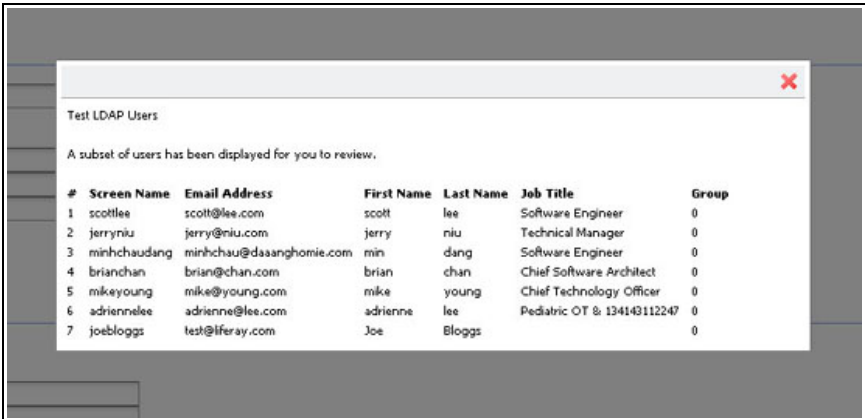 Test LDAP Users
A subset of users has been displayed for you to review.
# Screen Name Email Address First Name Last Name Job Title Group
1 scottlee scott@lee.com scott lee Software Engineer 0
2 jerryniu jerry@niu.com jerry niu Technical Manager 0
3 minhchaudang minhchau@daaanghomie.com min dang Software Engineer 0
4 brianchan brian@chan.com brian chan Chief Software Architect 0
5 mikeyoung mike@young.com mike young Chief Technology Officer 0
6 adriennelee adrienne@lee.com adrienne lee Pediatric OT & 134143112247 0
7 joebloggs test@liferay.com Joe Bloggs 0